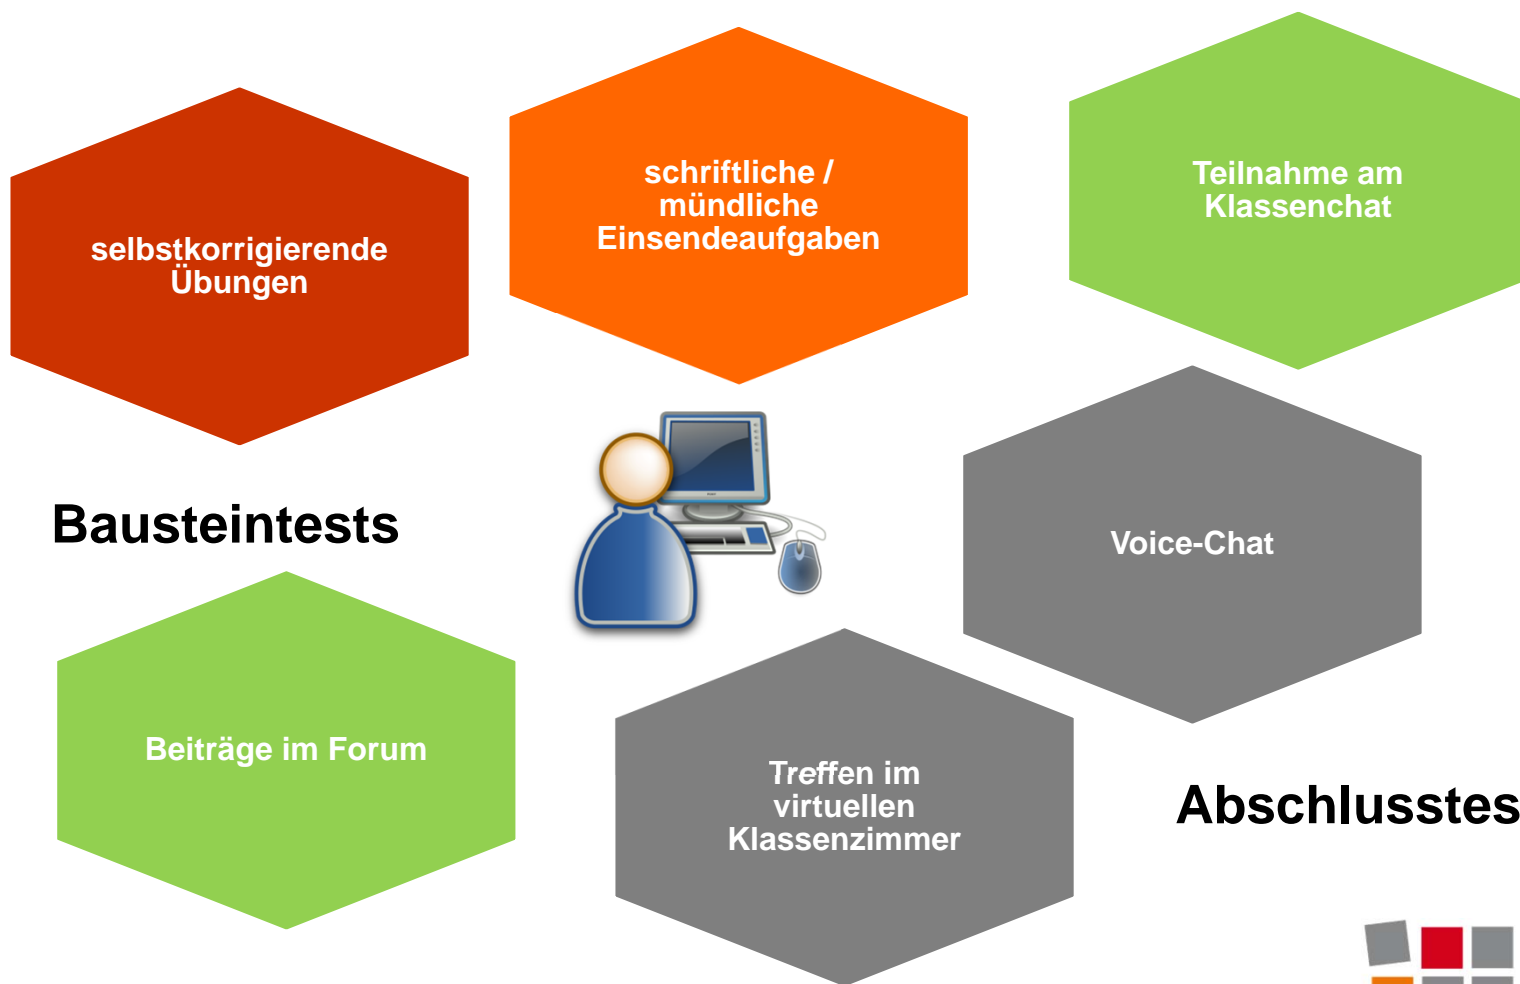 selbstkorrigierende
Übungen
schriftliche /
mündliche
Einsendeaufgaben
Teilnahme am
Klassenchat
Bausteintests
Voice-Chat
Beiträge im Forum
Treffen im
virtuellen
Klassenzimmer
Abschlusstes